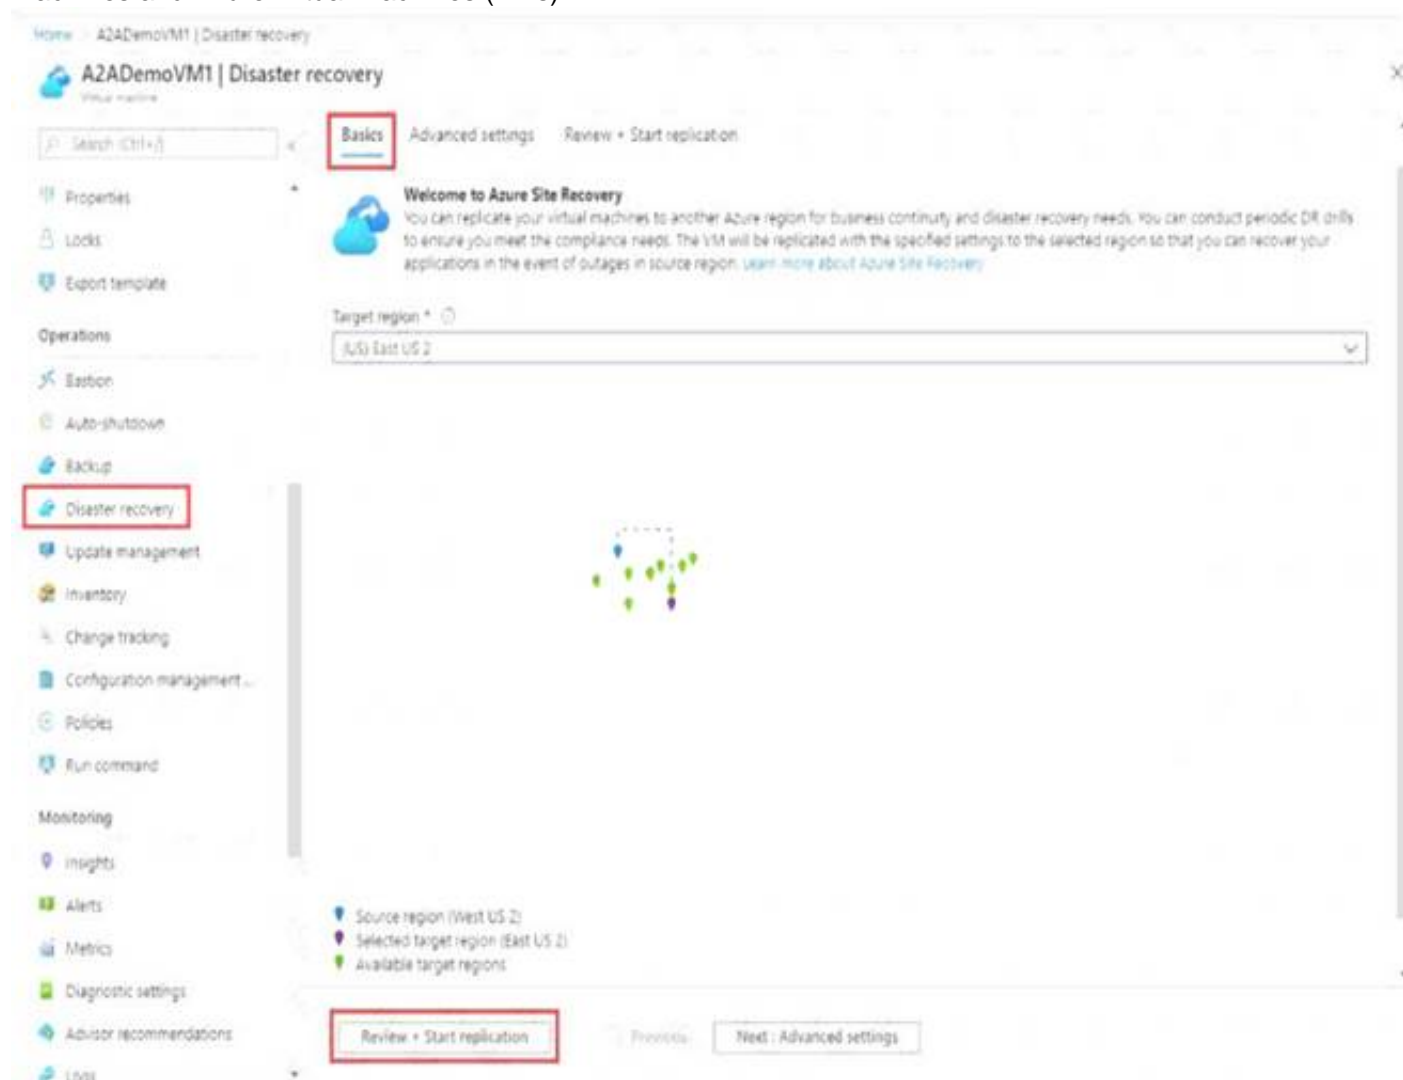 Home   A2ADemoVM1 | Disaster recovery
A2ADemoVM1 | Disaster recovery
Virtual machine
Search (Ctrl+/)
Properties
Locks
Export template
Operations
Bastion
Auto-shutdown
Backup
Disaster recovery
Update management
Inventory
Change tracking
Configuration management ...
Policies
Run command
Monitoring
Insights
Alerts
Metrics
Diagnostic settings
Advisor recommendations
Logs
Basics   Advanced settings   Review + Start replication
Welcome to Azure Site Recovery
You can replicate your virtual machines to another Azure region for business continuity and disaster recovery needs. You can conduct periodic DR drills
to ensure you meet the compliance needs. The VM will be replicated with the specified settings to the selected region so that you can recover your
applications in the event of outages in source region. Learn more about Azure Site Recovery
Target region *
(US) East US 2
Source region (West US 2)
Selected target region (East US 2)
Available target regions
Review + Start replication   Previous   Next : Advanced settings